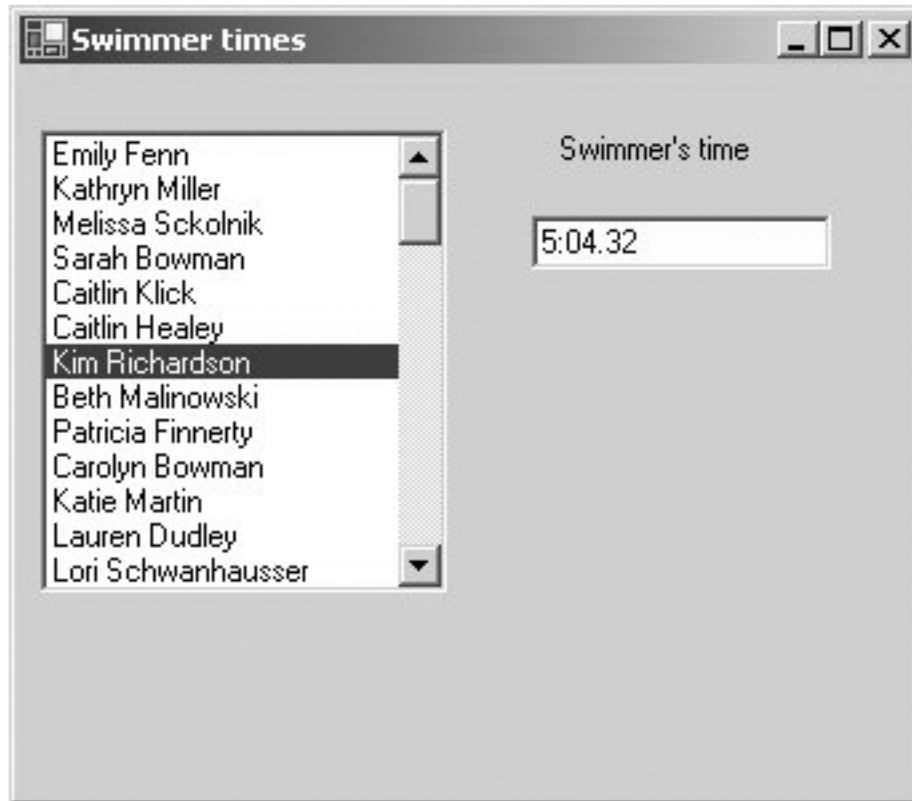 Swimmer times
Emily Fenn
Kathryn Miller
Melissa Sckolnik
Sarah Bowman
Caitlin Klick
Caitlin Healey
Kim Richardson
Beth Malinowski
Patricia Finnerty
Carolyn Bowman
Katie Martin
Lauren Dudley
Lori Schwanhausser
Swimmer's time
5:04.32